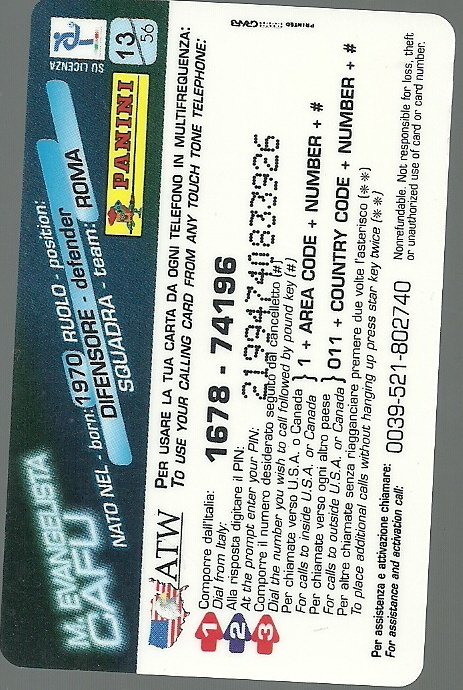 M. EVANGELISTA
CAFU
NATO NEL - born: 1970 RUOLO - position:
DIFENSORE - defender
SQUADRA - team: ROMA
PANINI
13
56
SU LICENZA
ATW
PER USARE LA TUA CARTA DA OGNI TELEFONO IN MULTIFREQUENZA:
TO USE YOUR CALLING CARD FROM ANY TOUCH TONE TELEPHONE:
1 Comporre dall'Italia:
Dial from Italy:
1678 - 74196
2 Alla risposta digitare il PIN:
At the prompt enter your PIN:
21994740833926
3 Comporre il numero desiderato seguito dal cancelletto (#)
Dial the number you wish to call followed by pound key (#)
Per chiamate verso U.S.A. o Canada
For calls to inside U.S.A. or Canada
} 1 + AREA CODE + NUMBER + #
Per chiamate verso ogni altro paese
For calls to outside U.S.A. or Canada
} 011 + COUNTRY CODE + NUMBER + #
Per altre chiamate senza riagganciare premere due volte l'asterisco (**)
To place additional calls without hanging up press star key twice (**)
Per assistenza e attivazione chiamare:
For assistance and activation call:
0039-521-802740
Nonrefundable. Not responsible for loss, theft
or unauthorized use of card or card number.
PRINTED